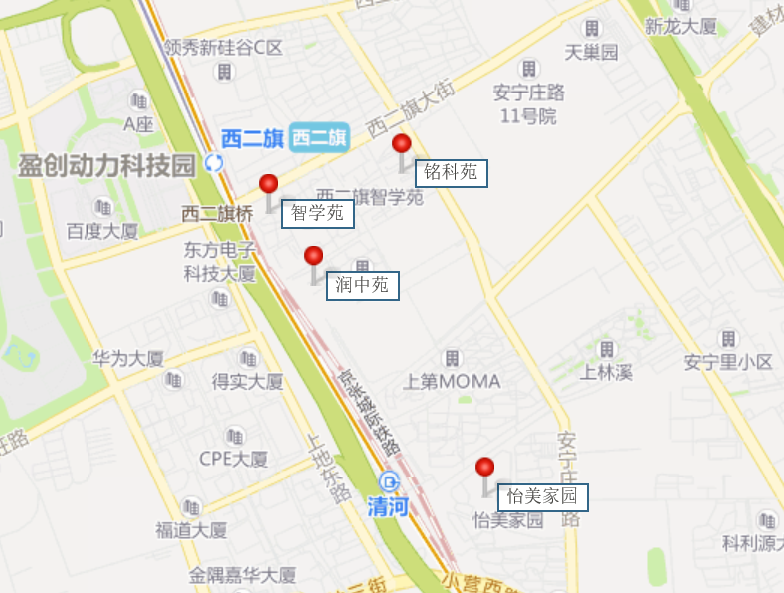 西二
新龙大厦
建材
领秀新硅谷C区
天巢园
安宁庄路
11号院
A座
西二旗大街
西二旗 西二旗
盈创动力科技园
铭科苑
西二旗智学苑
智学苑
西二旗桥
百度大厦
东方电子
科技大厦
润中苑
华为大厦
得实大厦
上第MOMA
上林溪
安宁里小区
京张城际铁路
CPE大厦
上地东路
安宁庄路
怡美家园
怡美家园
清河
福道大厦
科利源大
金隅嘉华大厦
小营西路